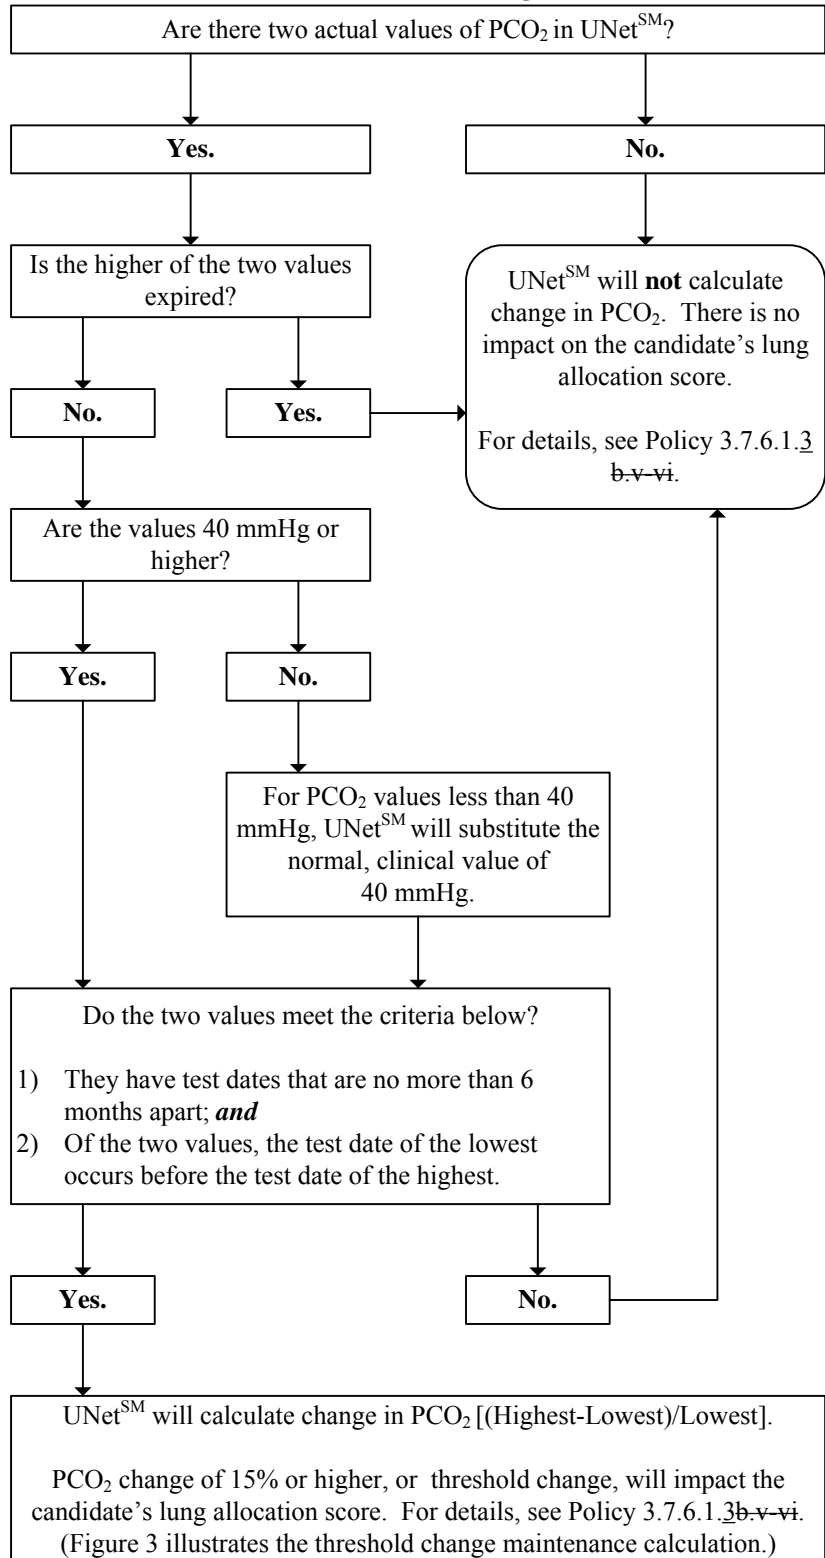 Are there two actual values of PCO2 in UNetSM?
Yes.
No.
Is the higher of the two values
expired?
UNetSM will not calculate
change in PCO2. There is no
impact on the candidate's lung
allocation score.
For details, see Policy 3.7.6.1.3
b.v-vi.
No.
Yes.
Are the values 40 mmHg or
higher?
Yes.
No.
For PCO2 values less than 40
mmHg, UNetSM will substitute the
normal, clinical value of
40 mmHg.
Do the two values meet the criteria below?
1) They have test dates that are no more than 6
months apart; and
2) Of the two values, the test date of the lowest
occurs before the test date of the highest.
Yes.
No.
UNetSM will calculate change in PCO2 [(Highest-Lowest)/Lowest].
PCO2 change of 15% or higher, or threshold change, will impact the
candidate's lung allocation score. For details, see Policy 3.7.6.1.3b.v-vi.
(Figure 3 illustrates the threshold change maintenance calculation.)